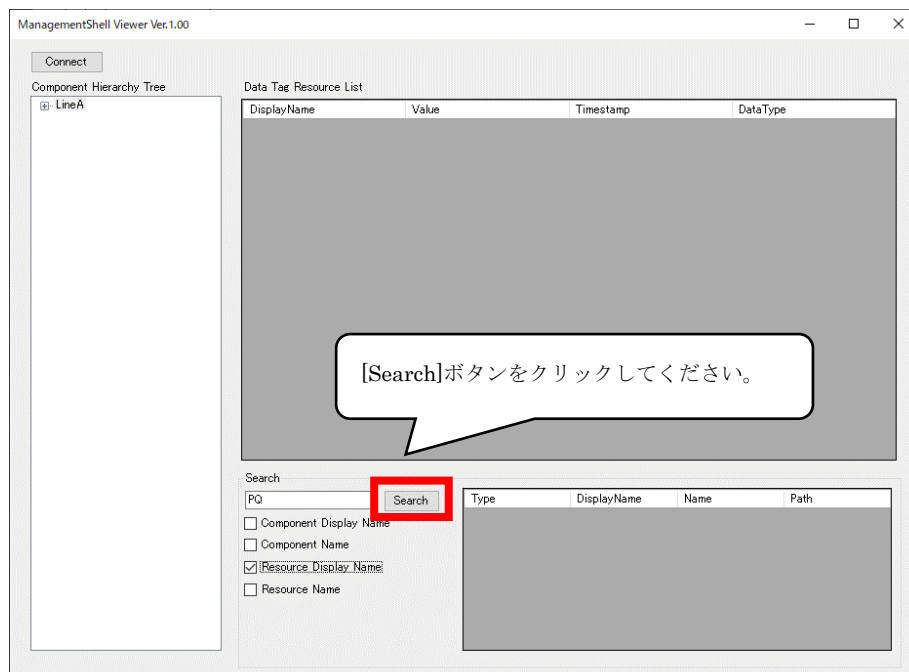 ManagementShell Viewer Ver.1.00
Connect
Component Hierarchy Tree
LineA
Data Tag Resource List
DisplayName Value Timestamp DataType
[Search]ボタンをクリックしてください。
Search
PQ Search
Component Display Name
Component Name
Resource Display Name
Resource Name
Type DisplayName Name Path